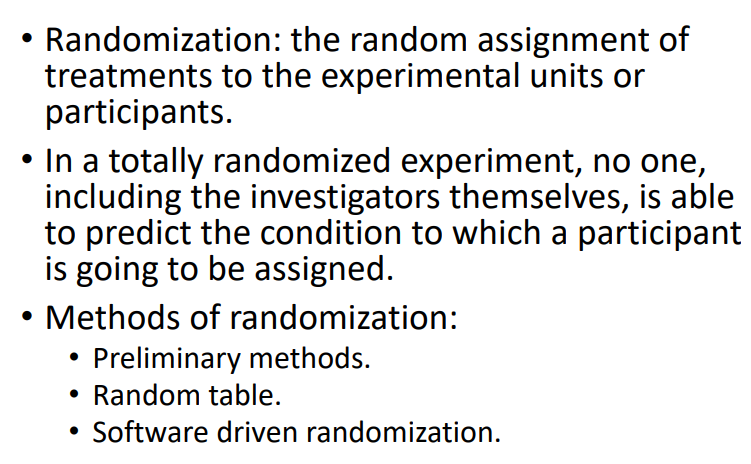 • Randomization: the random assignment of
treatments to the experimental units or
participants.
• In a totally randomized experiment, no one,
including the investigators themselves, is able
to predict the condition to which a participant
is going to be assigned.
• Methods of randomization:
• Preliminary methods.
• Random table.
• Software driven randomization.